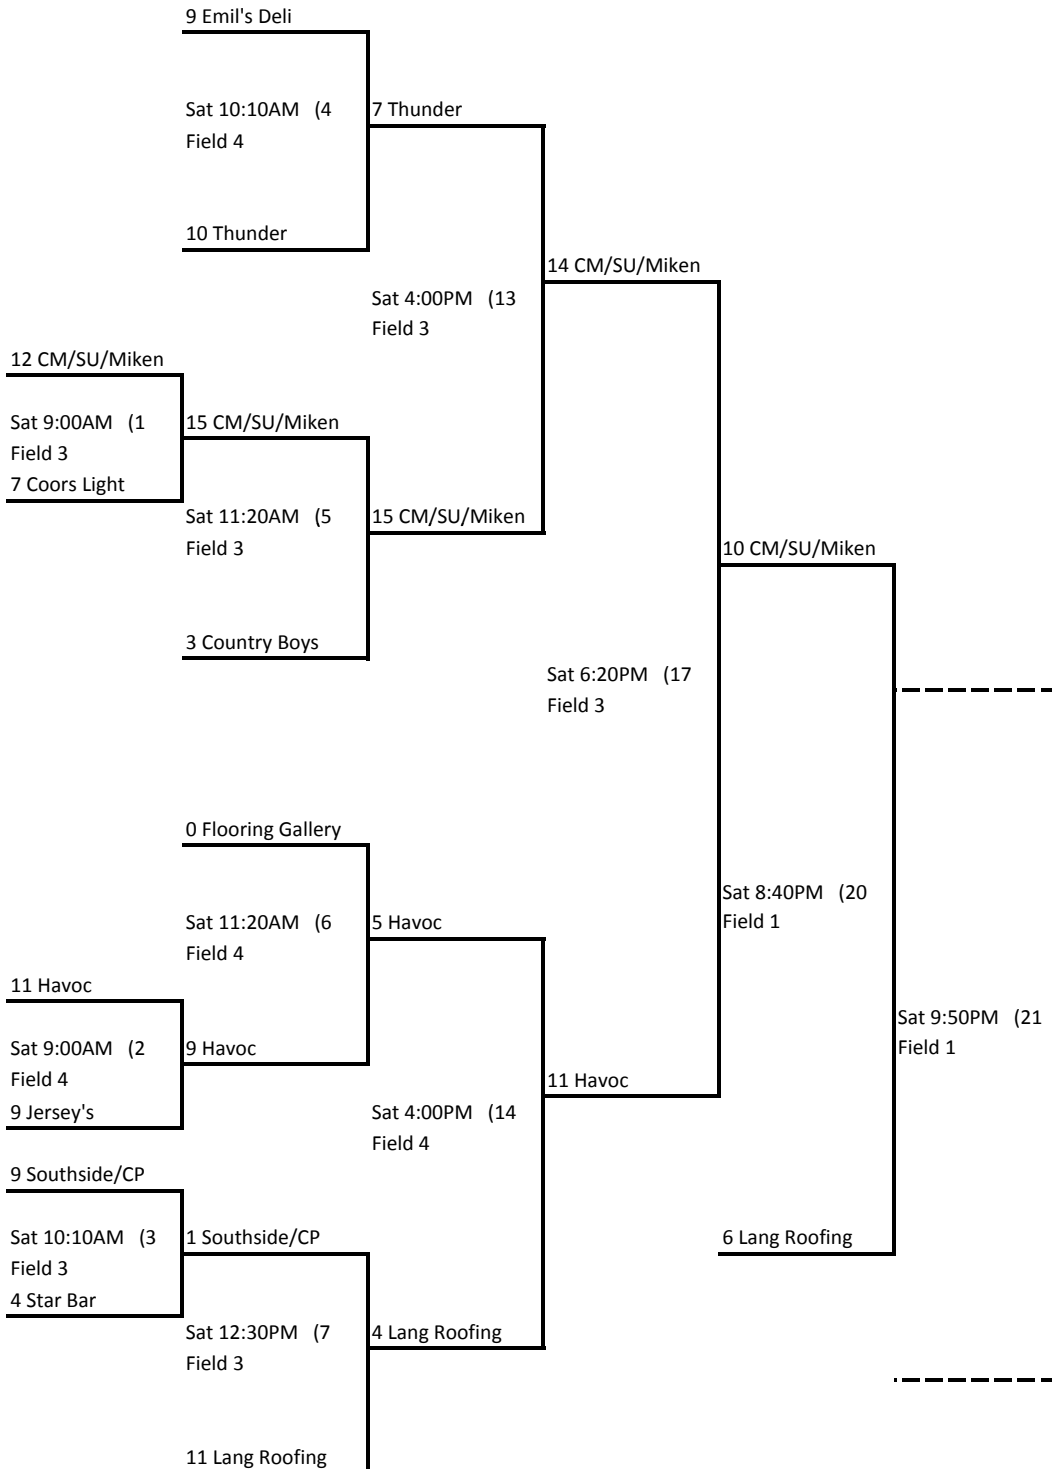 9 Emil's Deli
Sat 10:10AM (4
Field 4
7 Thunder
10 Thunder
14 CM/SU/Miken
Sat 4:00PM (13
Field 3
12 CM/SU/Miken
Sat 9:00AM (1
Field 3
15 CM/SU/Miken
7 Coors Light
Sat 11:20AM (5
Field 3
15 CM/SU/Miken
10 CM/SU/Miken
3 Country Boys
Sat 6:20PM (17
Field 3
0 Flooring Gallery
Sat 8:40PM (20
Field 1
Sat 11:20AM (6
Field 4
5 Havoc
11 Havoc
Sat 9:00AM (2
Field 4
9 Havoc
Sat 9:50PM (21
Field 1
11 Havoc
9 Jersey's
Sat 4:00PM (14
Field 4
9 Southside/CP
Sat 10:10AM (3
Field 3
1 Southside/CP
6 Lang Roofing
4 Star Bar
Sat 12:30PM (7
Field 3
4 Lang Roofing
11 Lang Roofing